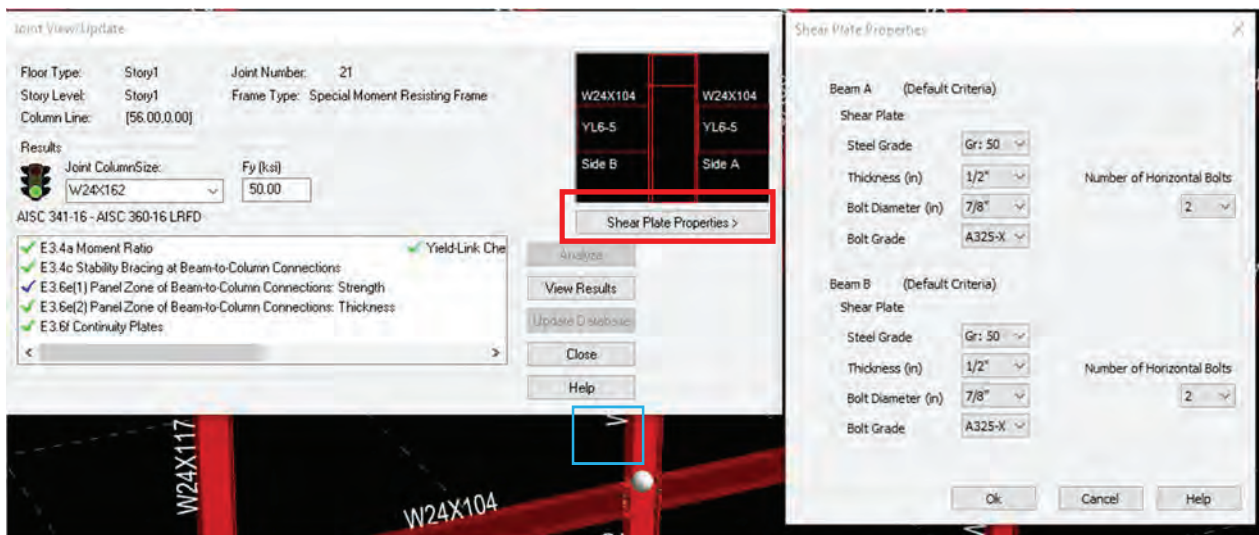 Joint View/Update
Floor Type: Story1 Joint Number: 21
Story Level: Story1 Frame Type: Special Moment Resisting Frame
Column Line: [56.00,0.00]
Results
Joint ColumnSize: Fy (ksi)
W24X162 50.00
AISC 341-16 - AISC 360-16 LRFD
E3.4a Moment Ratio Yield-Link Che
E3.4c Stability Bracing at Beam-to-Column Connections
E3.6e(1) Panel Zone of Beam-to-Column Connections: Strength
E3.6e(2) Panel Zone of Beam-to-Column Connections: Thickness
E3.6f Continuity Plates
W24X104 W24X104
YL6-5 YL6-5
Side B Side A
Shear Plate Properties >
Analyze
View Results
Update Database
Close
Help
W24X117
W24X104
Shear Plate Properties
Beam A (Default Criteria)
Shear Plate
Steel Grade Gr: 50
Thickness (in) 1/2" Number of Horizontal Bolts
Bolt Diameter (in) 7/8" 2
Bolt Grade A325-X
Beam B (Default Criteria)
Shear Plate
Steel Grade Gr: 50
Thickness (in) 1/2" Number of Horizontal Bolts
Bolt Diameter (in) 7/8" 2
Bolt Grade A325-X
Ok Cancel Help